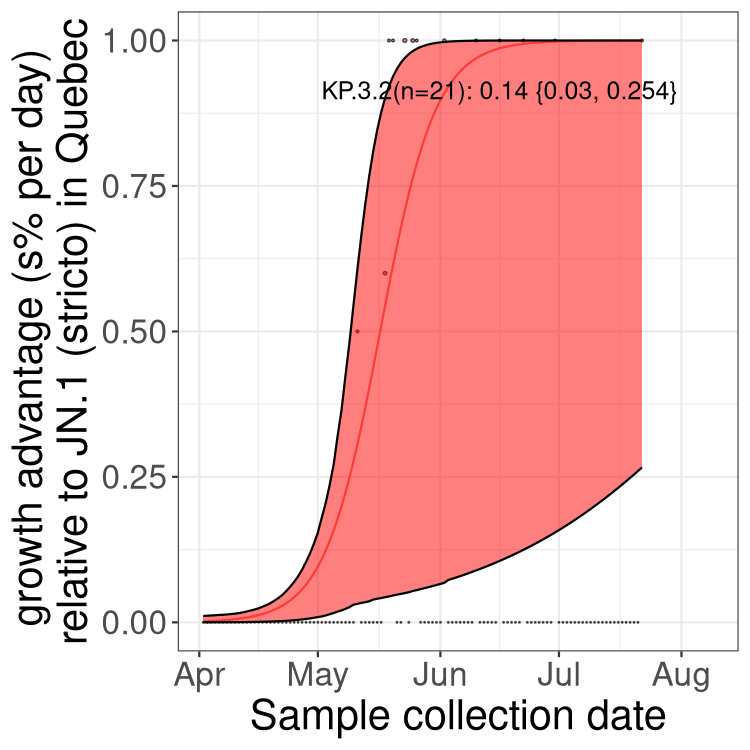 growth advantage (s% per day)
relative to JN.1 (stricto) in Quebec
1.00
0.75
0.50
0.25
0.00
KP.3.2(n=21): 0.14 {0.03, 0.254}
Apr May Jun Jul Aug
Sample collection date